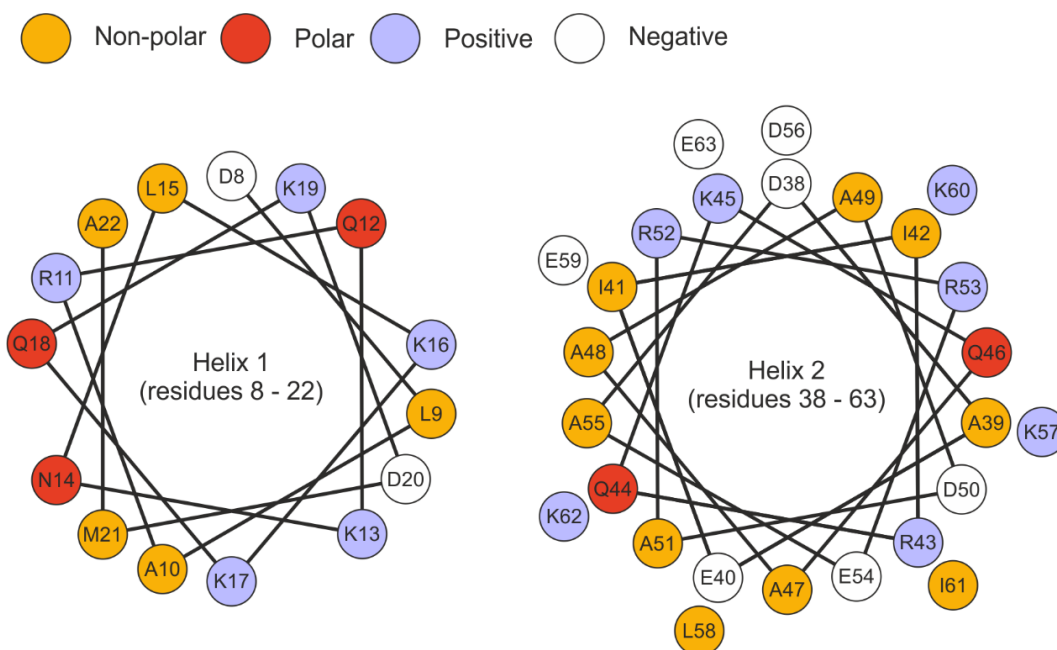 Non-polar Polar Positive Negative
D8
L15 K19
A22 Q12
R11
Q18 K16
Helix 1
(residues 8 - 22)
L9
N14 D20
M21 K13
A10 K17
D56
E63
D38
K45 A49 K60
R52 I42
E59
I41 R53
A48 Q46
Helix 2
(residues 38 - 63)
A55 A39 K57
Q44 D50
K62
A51 R43
E40 A47 E54 I61
L58